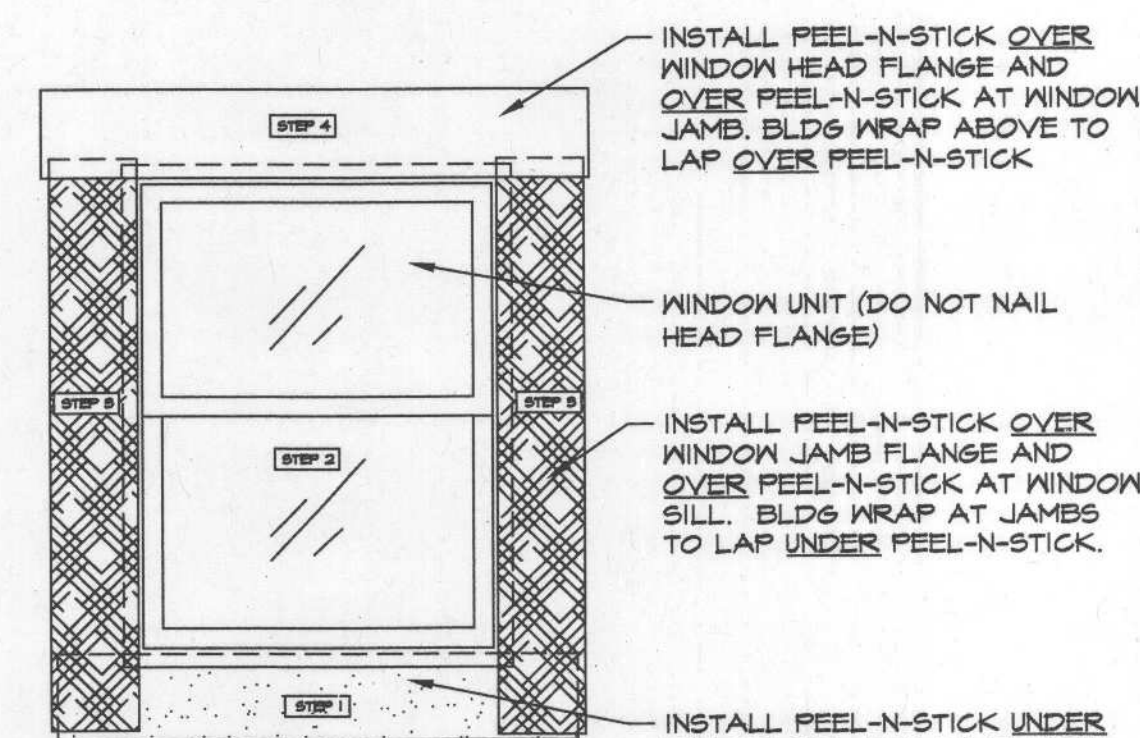 INSTALL PEEL-N-STICK OVER
WINDOW HEAD FLANGE AND
OVER PEEL-N-STICK AT WINDOW
JAMB. BLDG WRAP ABOVE TO
LAP OVER PEEL-N-STICK
STEP 4
WINDOW UNIT (DO NOT NAIL
HEAD FLANGE)
STEP 3
STEP 3
INSTALL PEEL-N-STICK OVER
WINDOW JAMB FLANGE AND
OVER PEEL-N-STICK AT WINDOW
SILL. BLDG WRAP AT JAMBS
TO LAP UNDER PEEL-N-STICK.
STEP 2
STEP 1
INSTALL PEEL-N-STICK UNDER